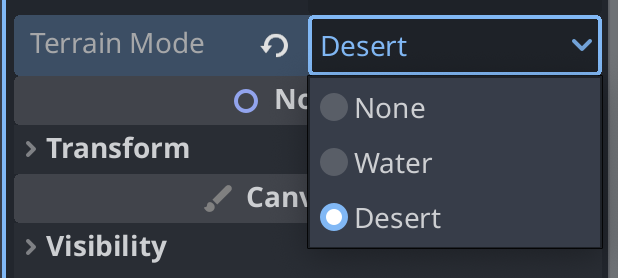 Terrain Mode
Desert
None
Water
Desert
Transform
Visibility